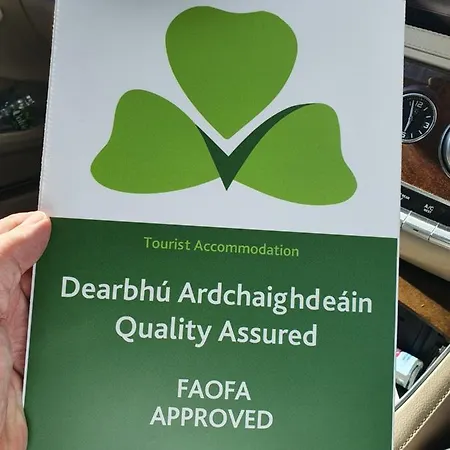 Tourist Accommodation
Dearbhú Ardchaighdeáin
Quality Assured
FAOFA
APPROVED
A/C